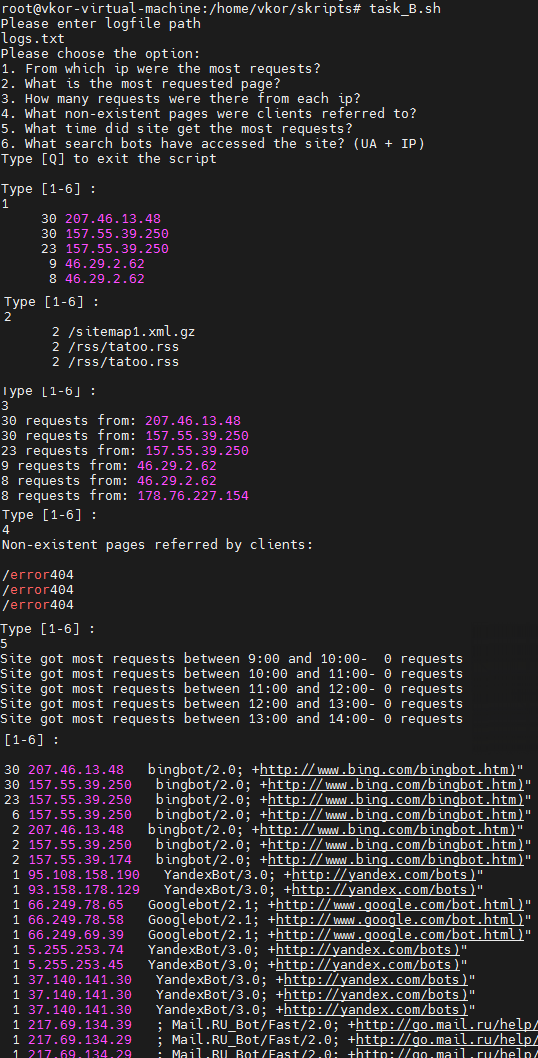 root@vkor-virtual-machine:/home/vkor/skripts# task_B.sh
Please enter logfile path
logs.txt
Please choose the option:
1. From which ip were the most requests?
2. What is the most requested page?
3. How many requests were there from each ip?
4. What non-existent pages were clients referred to?
5. What time did site get the most requests?
6. What search bots have accessed the site? (UA + IP)
Type [Q] to exit the script
Type [1-6] :
1
30 207.46.13.48
30 157.55.39.250
23 157.55.39.250
9 46.29.2.62
8 46.29.2.62
Type [1-6] :
2
2 /sitemap1.xml.gz
2 /rss/tatoo.rss
2 /rss/tatoo.rss
Type [1-6] :
3
30 requests from: 207.46.13.48
30 requests from: 157.55.39.250
23 requests from: 157.55.39.250
9 requests from: 46.29.2.62
8 requests from: 46.29.2.62
8 requests from: 178.76.227.154
Type [1-6] :
4
Non-existent pages referred by clients:
/error404
/error404
/error404
Type [1-6] :
5
Site got most requests between 9:00 and 10:00-  0 requests
Site got most requests between 10:00 and 11:00- 0 requests
Site got most requests between 11:00 and 12:00- 0 requests
Site got most requests between 12:00 and 13:00- 0 requests
Site got most requests between 13:00 and 14:00- 0 requests
[1-6] :
30 207.46.13.48   bingbot/2.0; +http://www.bing.com/bingbot.htm)"
30 157.55.39.250   bingbot/2.0; +http://www.bing.com/bingbot.htm)"
23 157.55.39.250   bingbot/2.0; +http://www.bing.com/bingbot.htm)"
6 157.55.39.250   bingbot/2.0; +http://www.bing.com/bingbot.htm)"
2 207.46.13.48   bingbot/2.0; +http://www.bing.com/bingbot.htm)"
2 157.55.39.250   bingbot/2.0; +http://www.bing.com/bingbot.htm)"
2 157.55.39.174   bingbot/2.0; +http://www.bing.com/bingbot.htm)"
1 95.108.158.190   YandexBot/3.0; +http://yandex.com/bots)"
1 93.158.178.129   YandexBot/3.0; +http://yandex.com/bots)"
1 66.249.78.65   Googlebot/2.1; +http://www.google.com/bot.html)"
1 66.249.78.58   Googlebot/2.1; +http://www.google.com/bot.html)"
1 66.249.69.39   Googlebot/2.1; +http://www.google.com/bot.html)"
1 5.255.253.74   YandexBot/3.0; +http://yandex.com/bots)"
1 5.255.253.45   YandexBot/3.0; +http://yandex.com/bots)"
1 37.140.141.30   YandexBot/3.0; +http://yandex.com/bots)"
1 37.140.141.30   YandexBot/3.0; +http://yandex.com/bots)"
1 37.140.141.30   YandexBot/3.0; +http://yandex.com/bots)"
1 217.69.134.39   ; Mail.RU_Bot/Fast/2.0; +http://go.mail.ru/help/
1 217.69.134.29   ; Mail.RU_Bot/Fast/2.0; +http://go.mail.ru/help/
1 217.69.134.29   ; Mail.RU_Bot/Fast/2.0; +http://go.mail.ru/help/